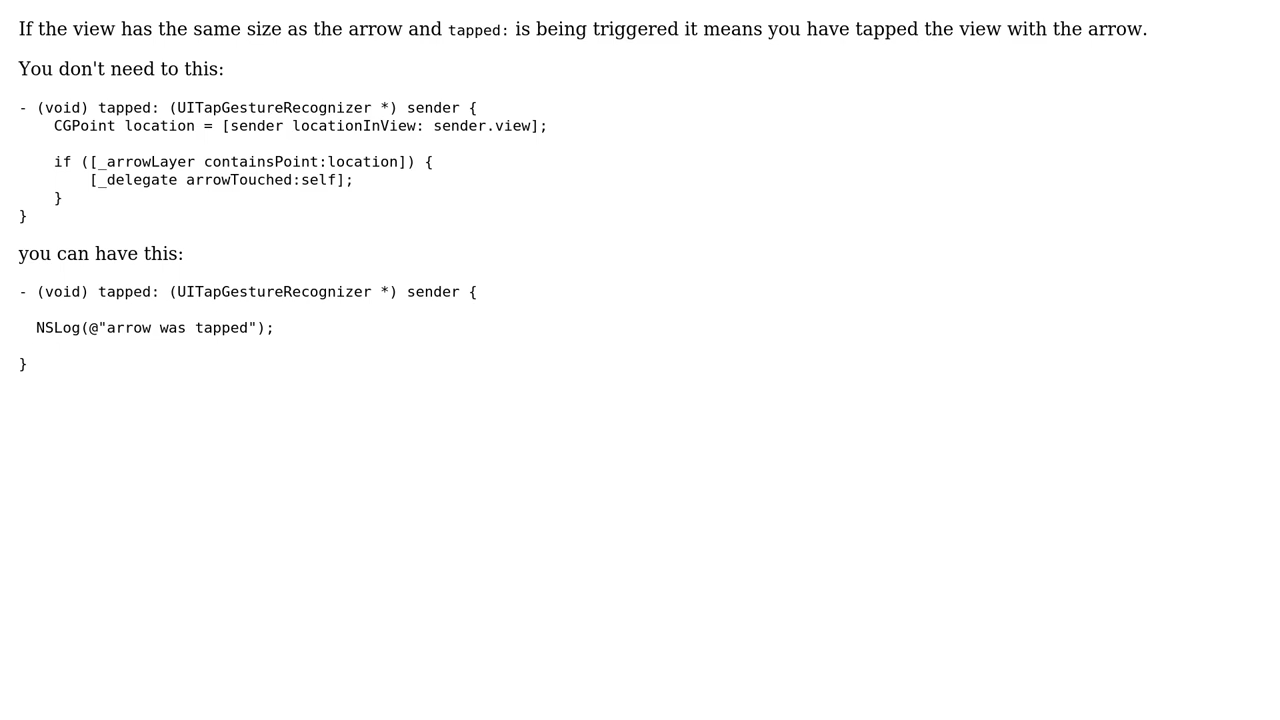 If the view has the same size as the arrow and tapped: is being triggered it means you have tapped the view with the arrow.
You don't need to this:
- (void) tapped: (UITapGestureRecognizer *) sender {
    CGPoint location = [sender locationInView: sender.view];

    if ([_arrowLayer containsPoint:location]) {
        [_delegate arrowTouched:self];
    }
}
you can have this:
- (void) tapped: (UITapGestureRecognizer *) sender {

  NSLog(@"arrow was tapped");

}